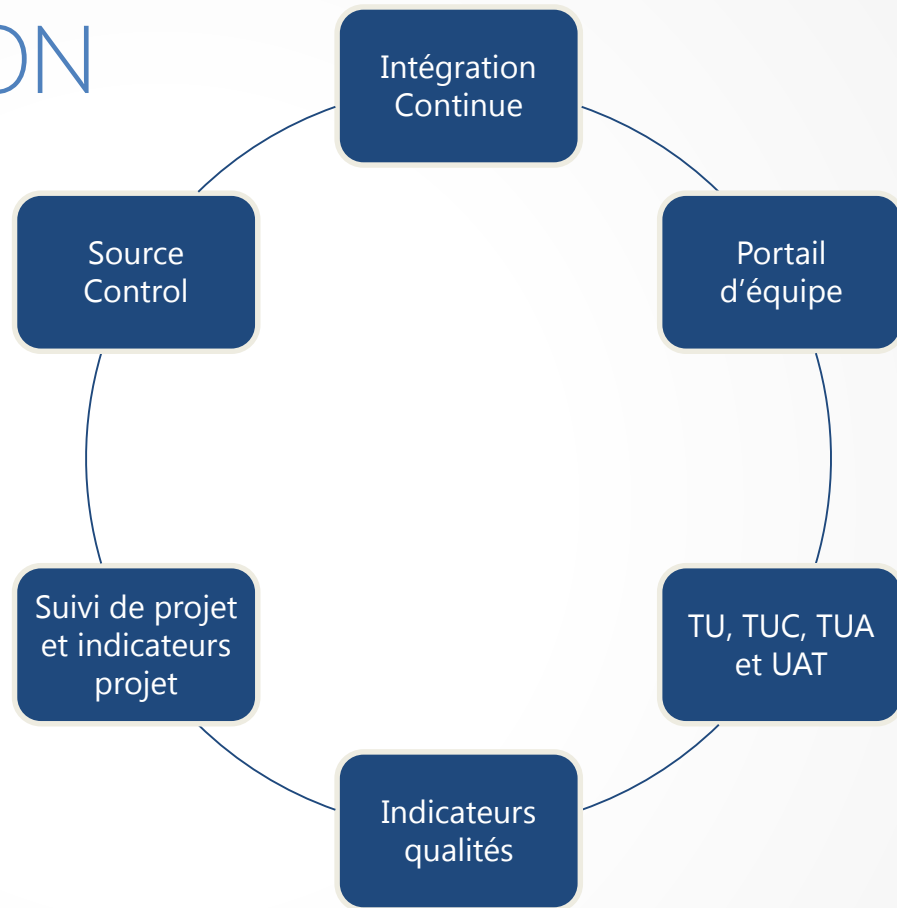 ON
Intégration
Continue
Source
Control
Portail
d'équipe
Suivi de projet
et indicateurs
projet
TU, TUC, TUA
et UAT
Indicateurs
qualités